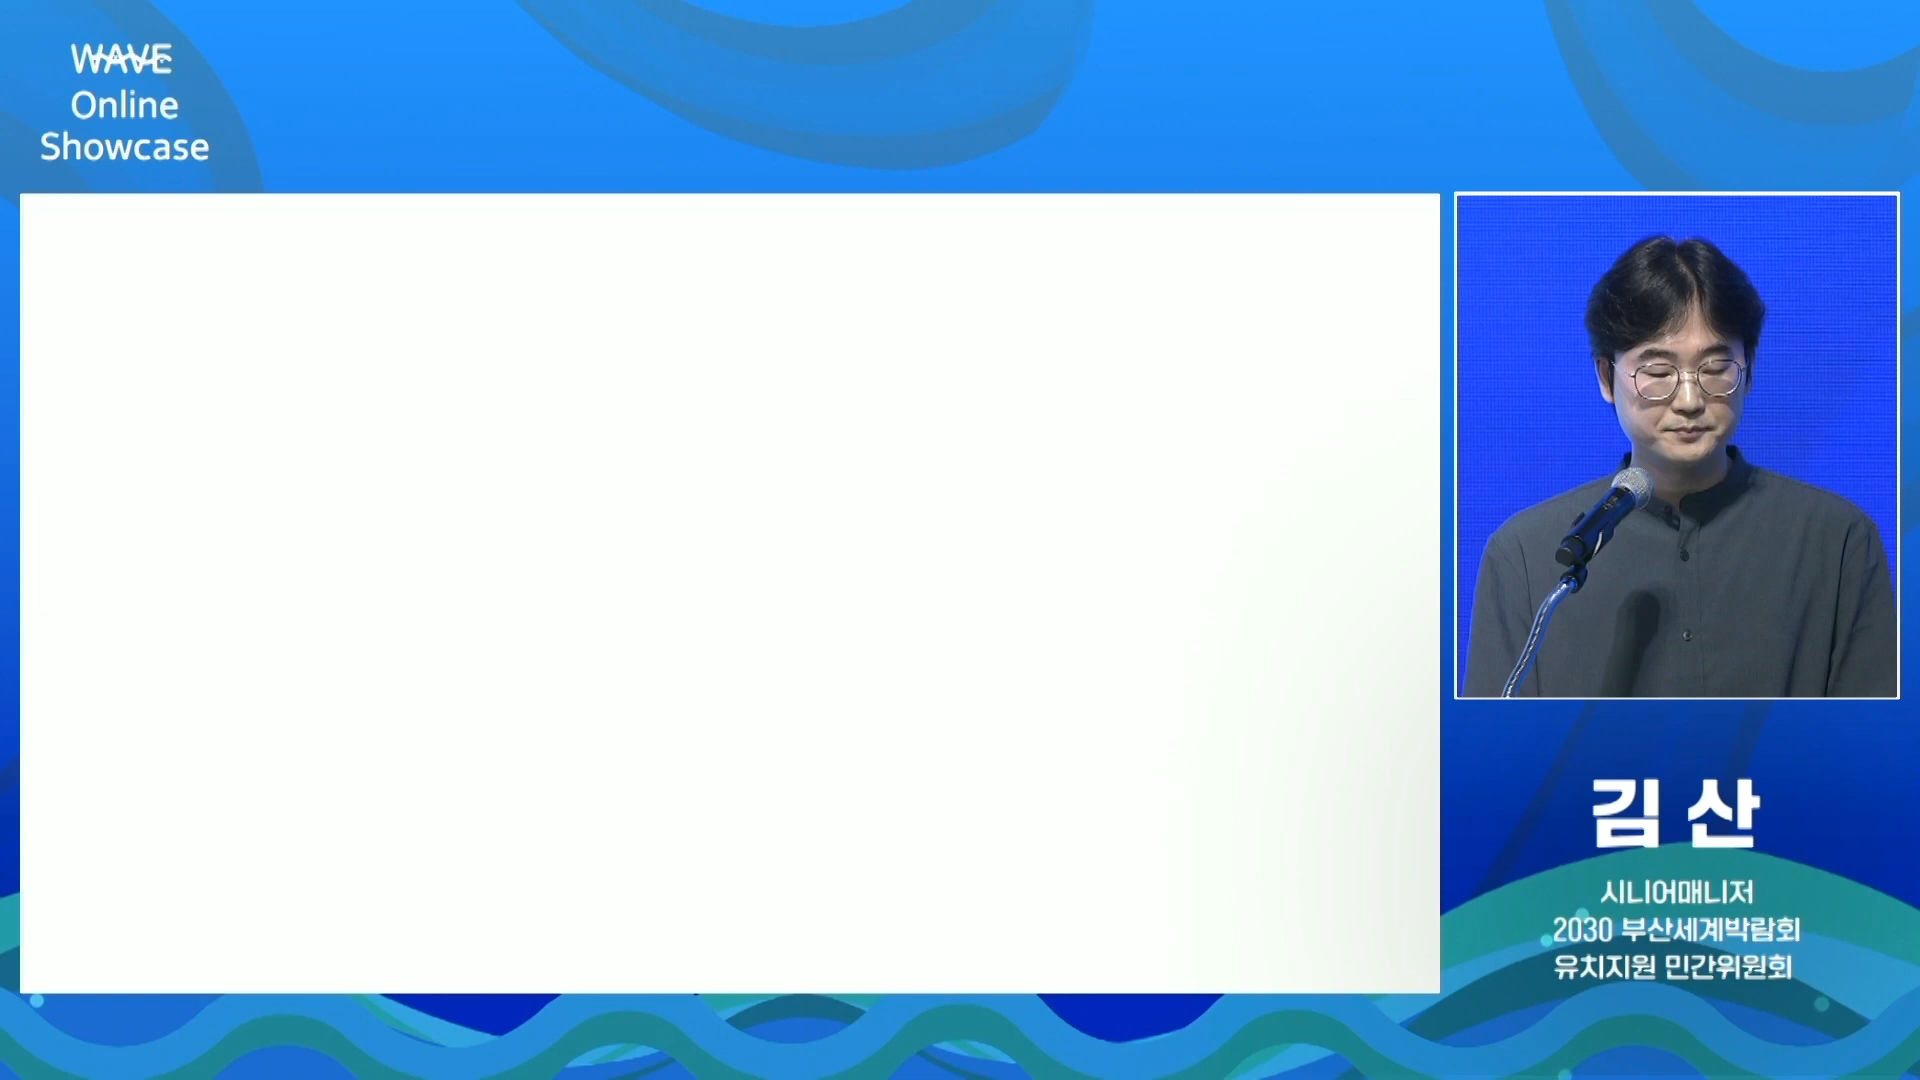 WAVE
Online
Showcase
김 산
시니어매니저
2030 부산세계박람회
유치지원 민간위원회